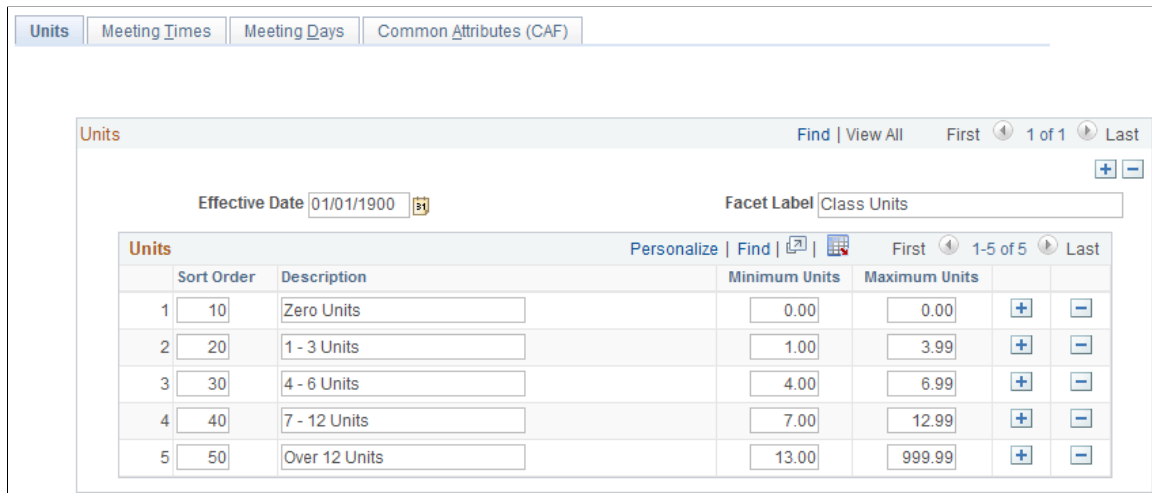 Units Meeting Times Meeting Days Common Attributes (CAF)
Units Find | View All First 1 of 1 Last
Effective Date 01/01/1900 31 Facet Label Class Units
Units Personalize | Find | | First 1-5 of 5 Last
Sort Order Description Minimum Units Maximum Units
1 10 Zero Units 0.00 0.00
2 20 1 - 3 Units 1.00 3.99
3 30 4 - 6 Units 4.00 6.99
4 40 7 - 12 Units 7.00 12.99
5 50 Over 12 Units 13.00 999.99